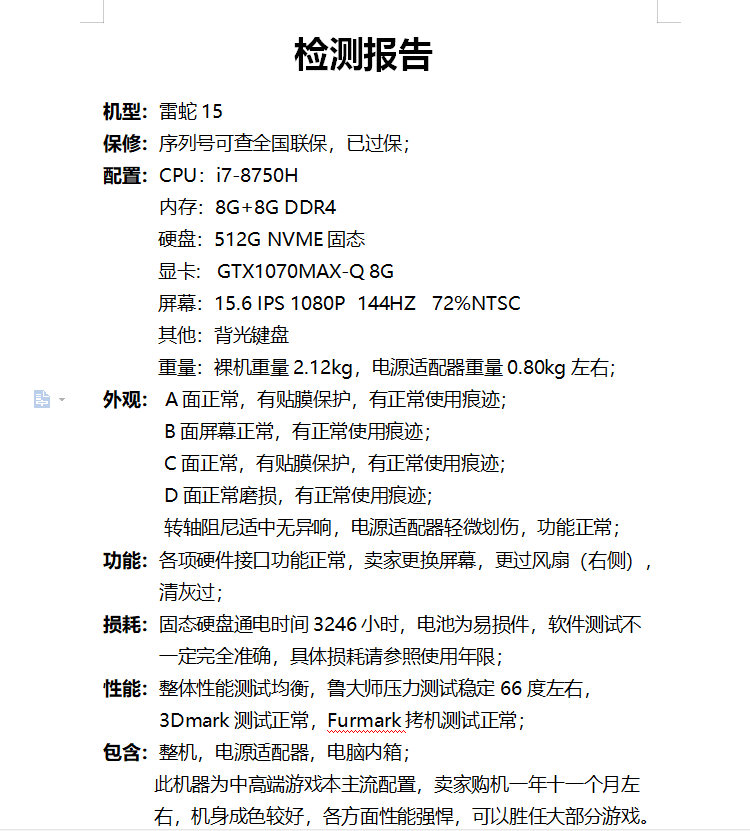 检测报告
机型：雷蛇 15
保修：序列号可查全国联保，已过保；
配置：CPU：i7-8750H
内存：8G+8G DDR4
硬盘：512G NVME 固态
显卡： GTX1070MAX-Q 8G
屏幕：15.6 IPS 1080P 144HZ 72%NTSC
其他：背光键盘
重量：裸机重量 2.12kg，电源适配器重量 0.80kg 左右；
外观： A 面正常，有贴膜保护，有正常使用痕迹；
B 面屏幕正常，有正常使用痕迹；
C 面正常，有贴膜保护，有正常使用痕迹；
D 面正常磨损，有正常使用痕迹；
转轴阻尼适中无异响，电源适配器轻微划伤，功能正常；
功能：各项硬件接口功能正常，卖家更换屏幕，更过风扇（右侧），
清灰过；
损耗：固态硬盘通电时间 3246 小时，电池为易损件，软件测试不
一定完全准确，具体损耗请参照使用年限；
性能：整体性能测试均衡，鲁大师压力测试稳定 66 度左右，
3Dmark 测试正常，Furmark 拷机测试正常；
包含：整机，电源适配器，电脑内箱；
此机器为中高端游戏本主流配置，卖家购机一年十一个月左
右，机身成色较好，各方面性能强悍，可以胜任大部分游戏。